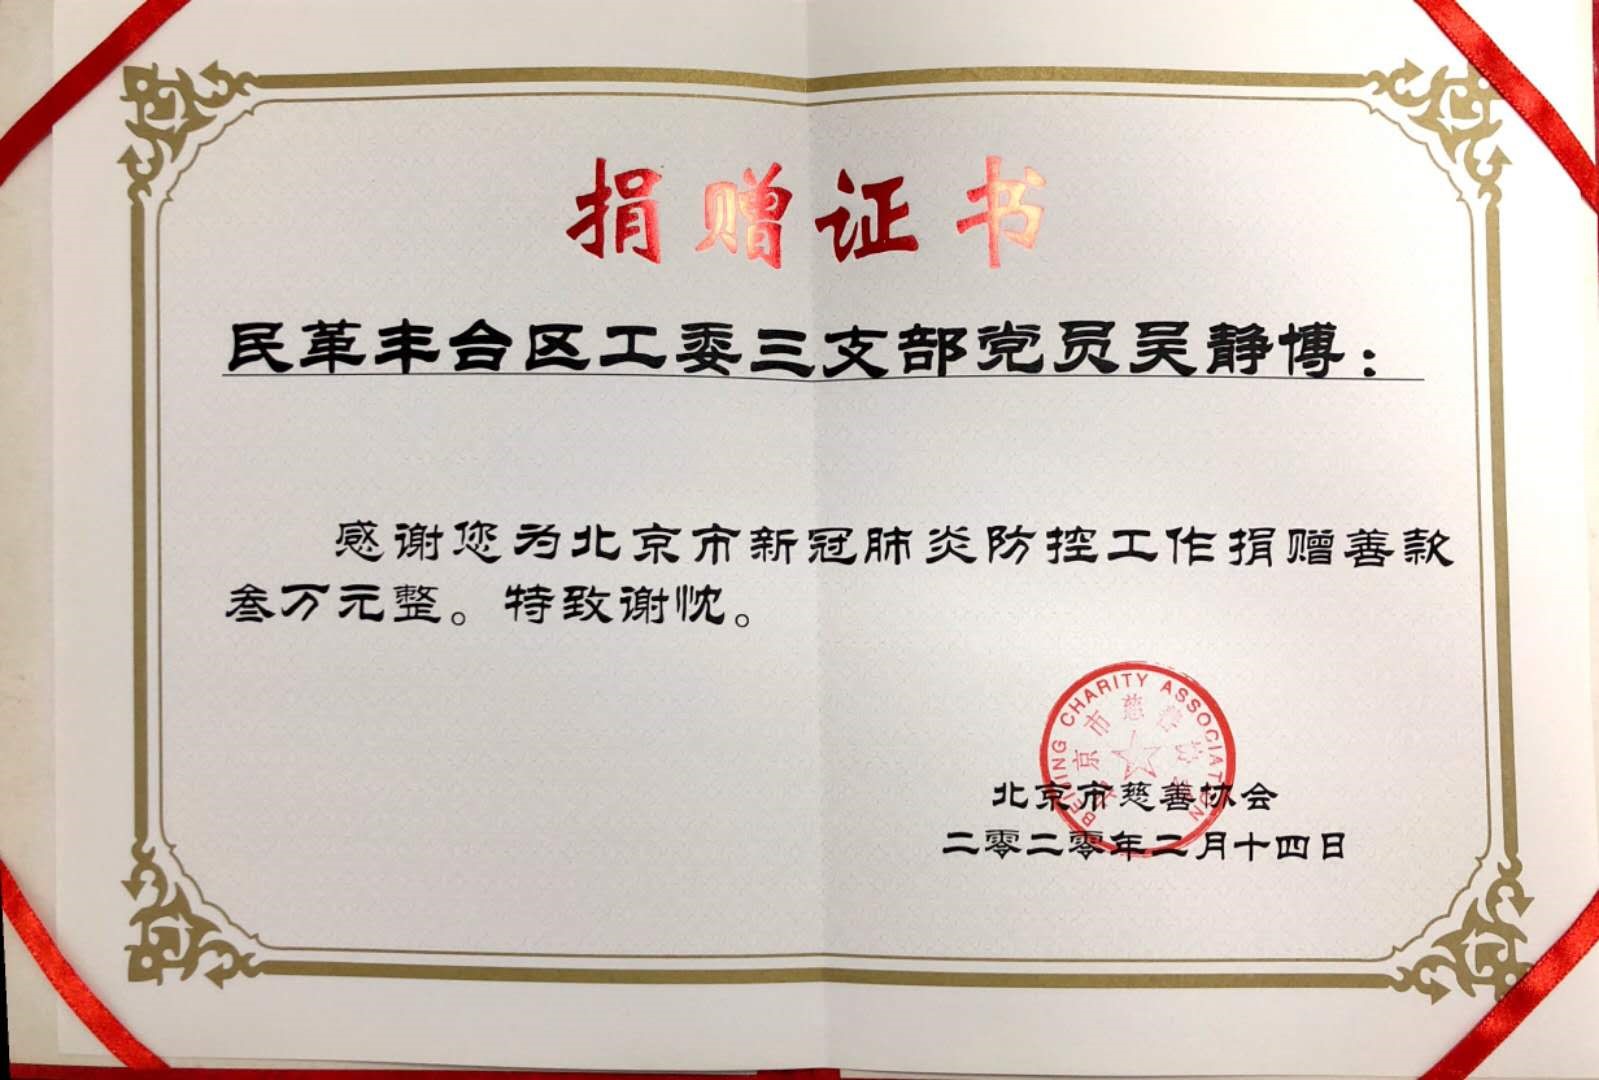 捐赠证书
民革丰台区工委三支部党员吴静博：
感谢您为北京市新冠肺炎防控工作捐赠善款
叁万元整。特致谢忱。
BEIJING CHARITY ASSOCIATION
北京市慈善协会
北京市慈善协会
二零二零年二月十四日